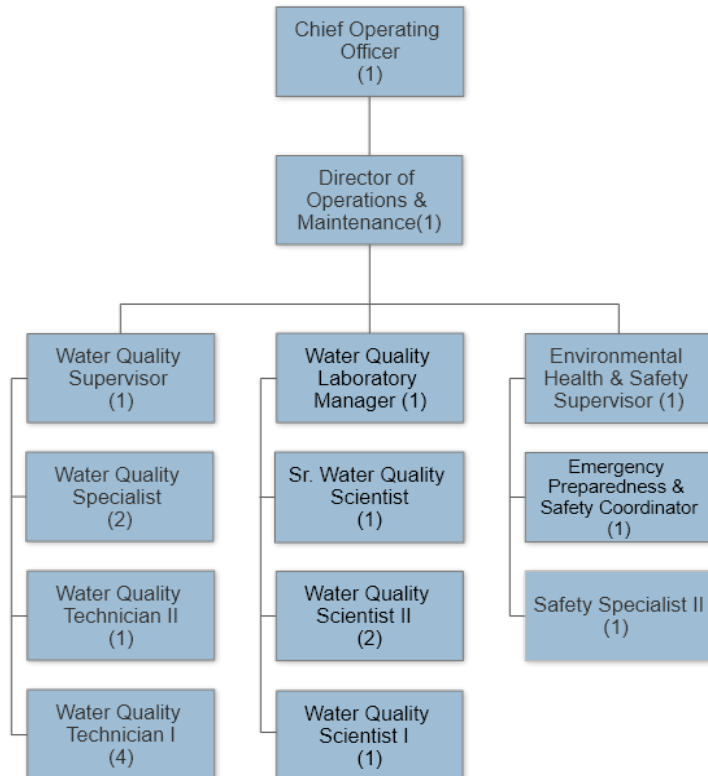 Chief Operating
Officer
(1)
Director of
Operations &
Maintenance(1)
Water Quality
Supervisor
(1)
Water Quality
Specialist
(2)
Water Quality
Technician II
(1)
Water Quality
Technician I
(4)
Water Quality
Laboratory
Manager (1)
Sr. Water Quality
Scientist
(1)
Water Quality
Scientist II
(2)
Water Quality
Scientist I
(1)
Environmental
Health & Safety
Supervisor (1)
Emergency
Preparedness &
Safety Coordinator
(1)
Safety Specialist II
(1)